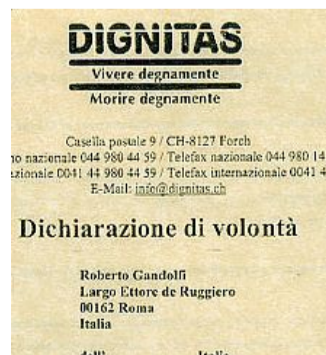 DIGNITAS
Vivere degnamente
Morire degnamente
Casella postale 9 / CH-8127 Forch
no nazionale 044 980 44 59 / Telefax nazionale 044 980 14
zionale 0041 44 980 44 59 / Telefax internazionale 0041 4
E-Mail: info@dignitas.ch
Dichiarazione di volontà
Roberto Gandolfi
Largo Ettore de Ruggiero
00162 Roma
Italia